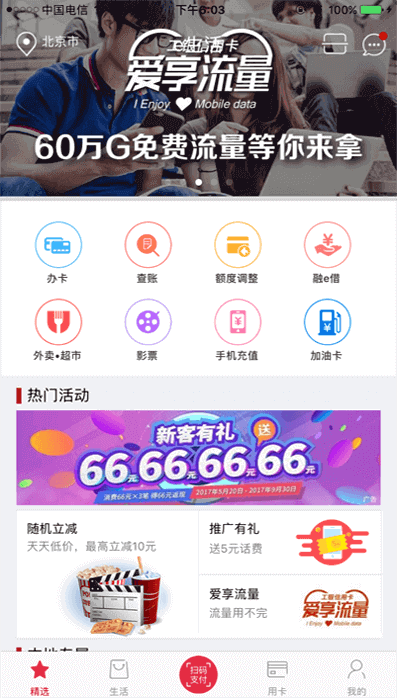 中国电信
下午6:03
100%
北京市
e生活
工银信用卡
爱享流量
I Enjoy Mobile data
60万G免费流量等你来拿
办卡
查账
额度调整
融e借
外卖•超市
影票
手机充值
加油卡
热门活动
新客有礼 送
66元66元66元66元
消费66元×3笔 得66元返现 2017年5月20日 - 2017年9月30日
广告
随机立减
天天低价，最高立减10元
推广有礼
送5元话费
爱享流量
流量用不完
工银信用卡
爱享流量
I Enjoy Mobile data
精选
生活
扫码
支付
用卡
我的